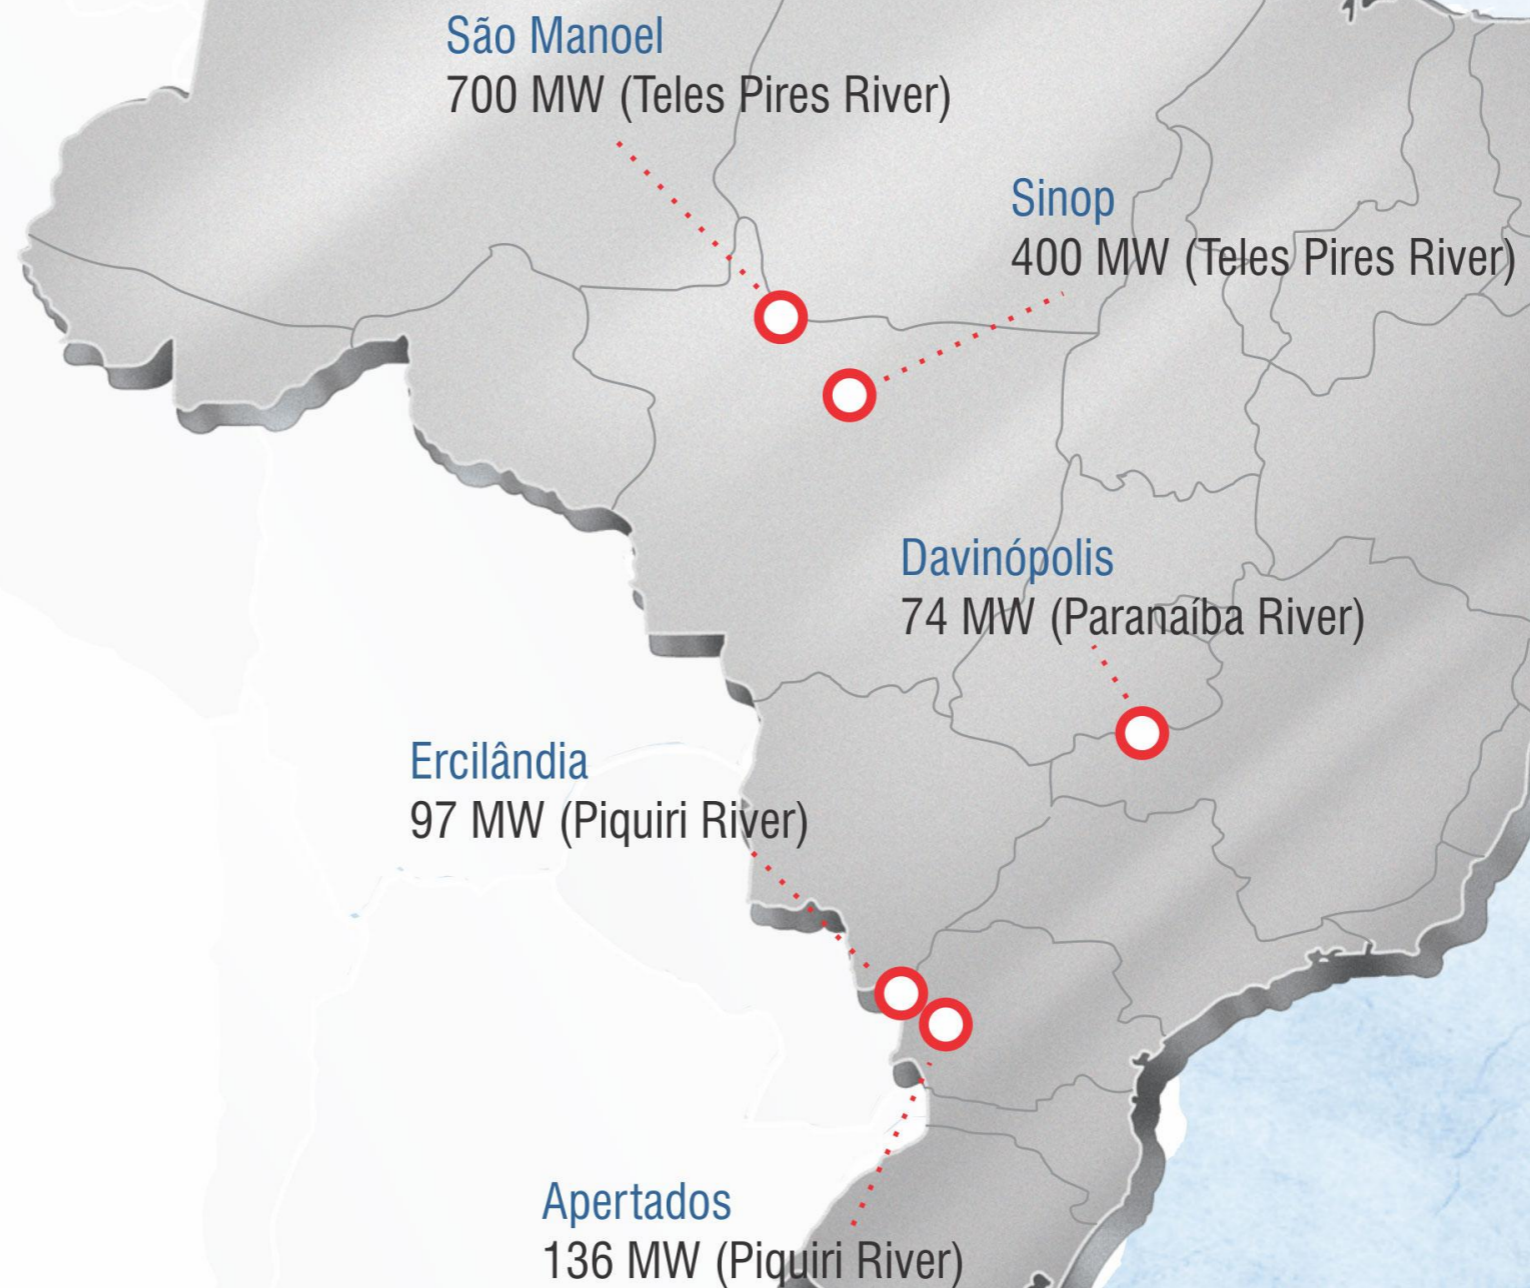 São Manoel
700 MW (Teles Pires River)
Sinop
400 MW (Teles Pires River)
Davinópolis
74 MW (Paranaíba River)
Ercilândia
97 MW (Piquiri River)
Apertados
136 MW (Piquiri River)